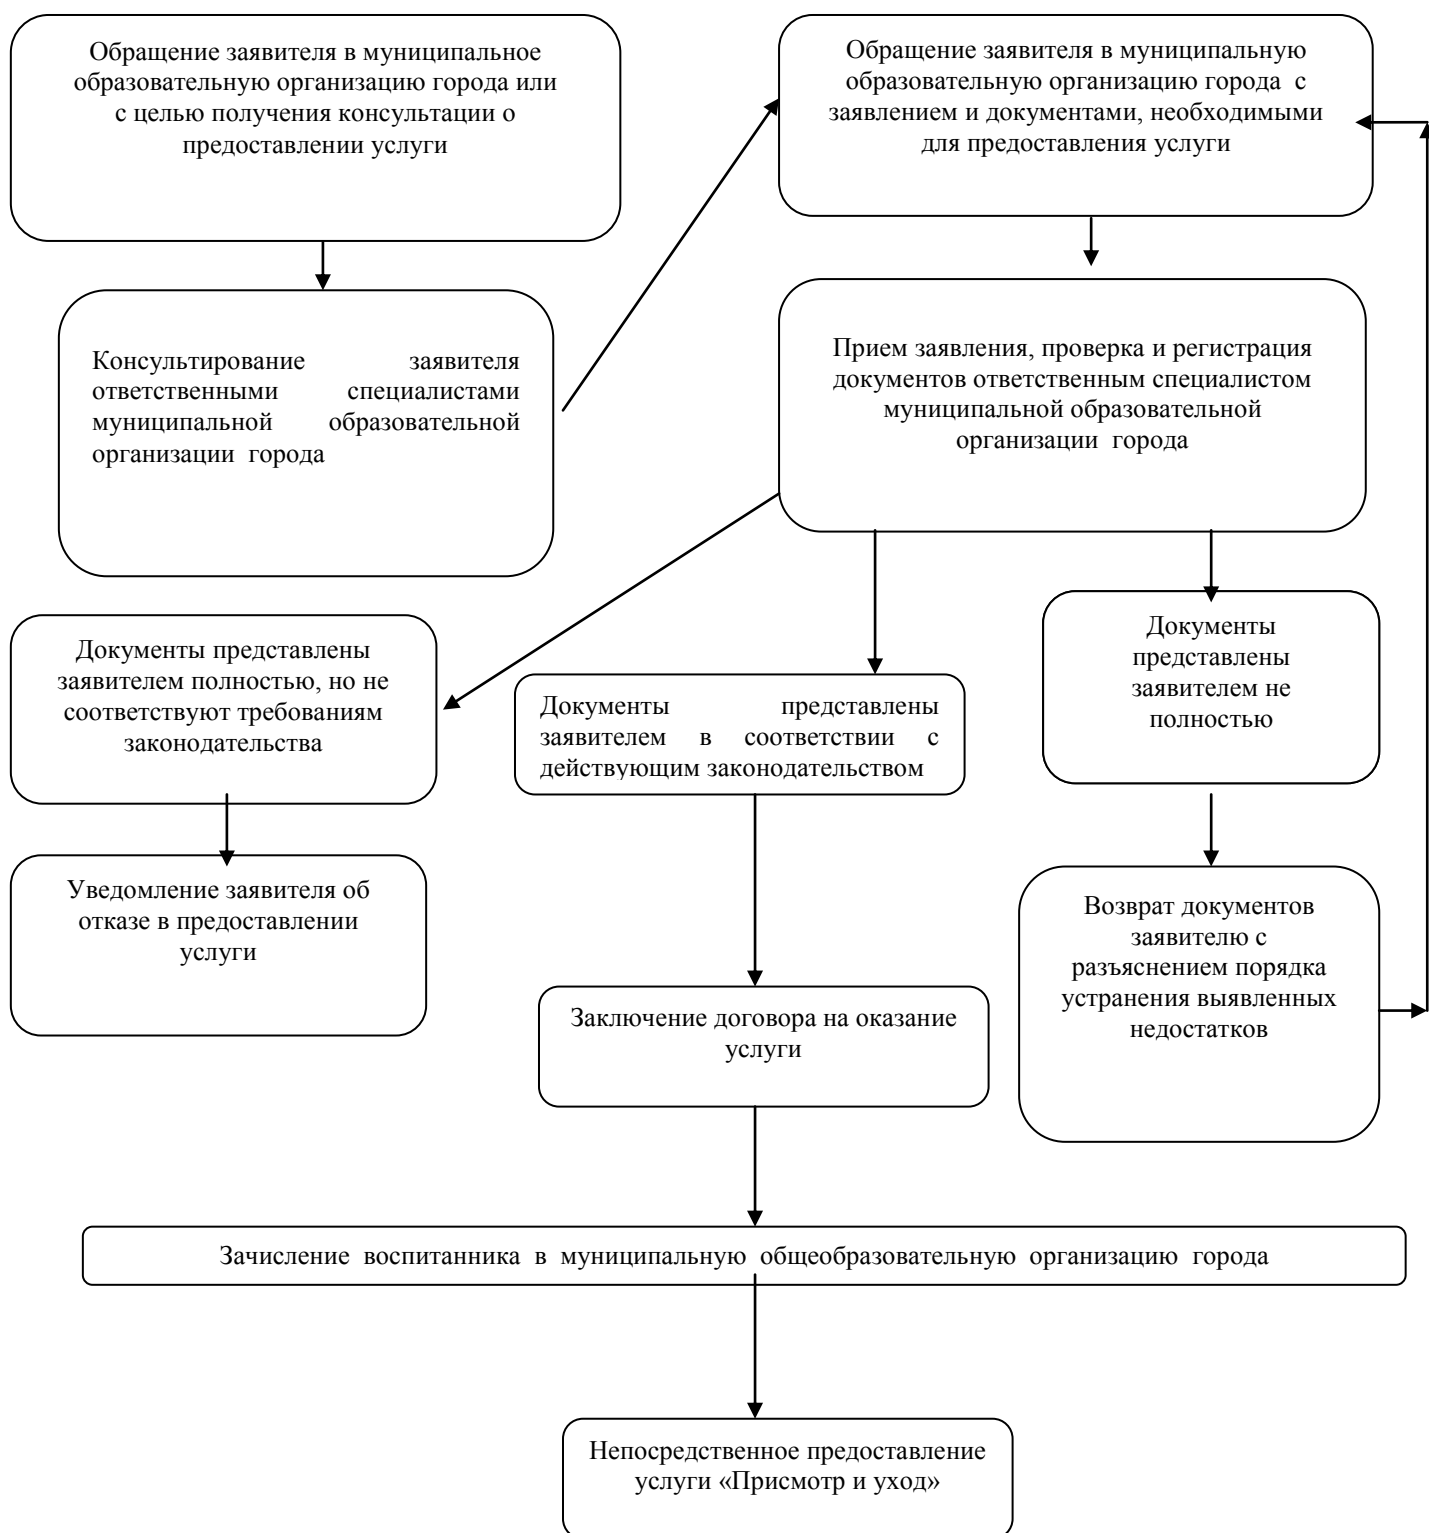 Обращение заявителя в муниципальное
образовательную организацию города или
с целью получения консультации о
предоставлении услуги
Обращение заявителя в муниципальную
образовательную организацию города с
заявлением и документами, необходимыми
для предоставления услуги
Консультирование заявителя
ответственными специалистами
муниципальной образовательной
организации города
Прием заявления, проверка и регистрация
документов ответственным специалистом
муниципальной образовательной
организации города
Документы представлены
заявителем полностью, но не
соответствуют требованиям
законодательства
Документы представлены
заявителем в соответствии с
действующим законодательством
Документы
представлены
заявителем не
полностью
Уведомление заявителя об
отказе в предоставлении
услуги
Возврат документов
заявителю с
разъяснением порядка
устранения выявленных
недостатков
Заключение договора на оказание
услуги
Зачисление воспитанника в муниципальную общеобразовательную организацию города
Непосредственное предоставление
услуги «Присмотр и уход»